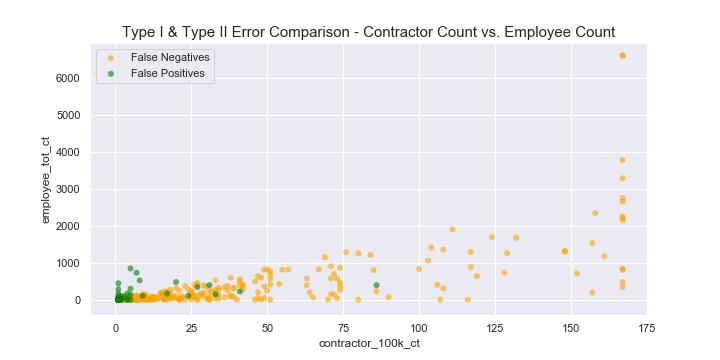 Type I & Type II Error Comparison - Contractor Count vs. Employee Count
False Negatives
False Positives
employee_tot_ct
6000
5000
4000
3000
2000
1000
0
0 25 50 75 100 125 150 175
contractor_100k_ct